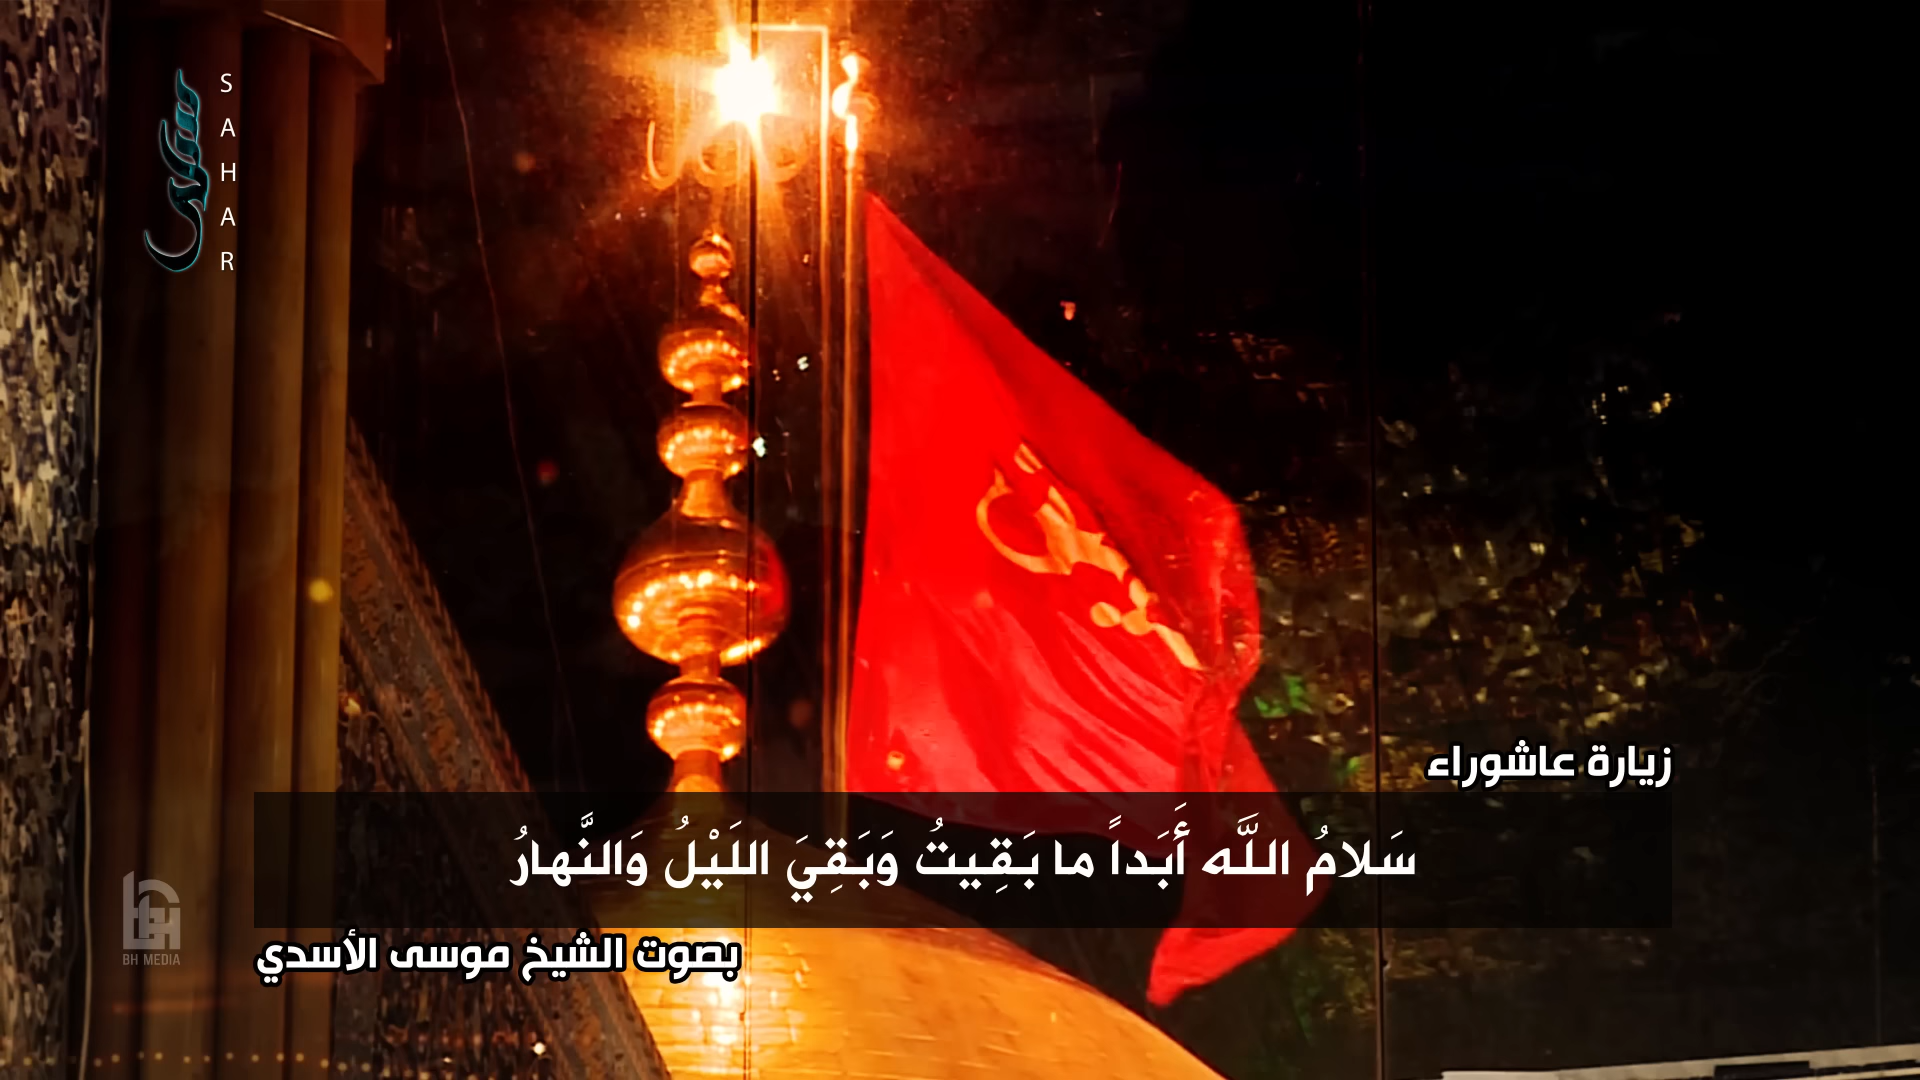 SAHAR
زيارة عاشوراء
سَلامُ اللَّه أَبَداً ما بَقِيتُ وَبَقِيَ اللَيْلُ وَالنَّهارُ
بصوت الشيخ موسى الأسدي
BH MEDIA